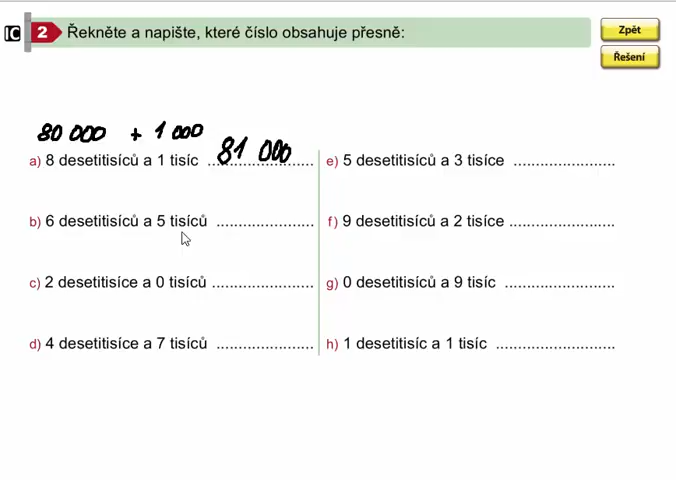 IC 2 Řekněte a napište, které číslo obsahuje přesně:
Zpět
Řešení
80 000 + 1 000
a) 8 desetitisíců a 1 tisíc ........................ 81 000
b) 6 desetitisíců a 5 tisíců ......................
c) 2 desetitisíce a 0 tisíců .......................
d) 4 desetitisíce a 7 tisíců ......................
e) 5 desetitisíců a 3 tisíce .......................
f) 9 desetitisíců a 2 tisíce ........................
g) 0 desetitisíců a 9 tisíc .........................
h) 1 desetitisíc a 1 tisíc ...........................